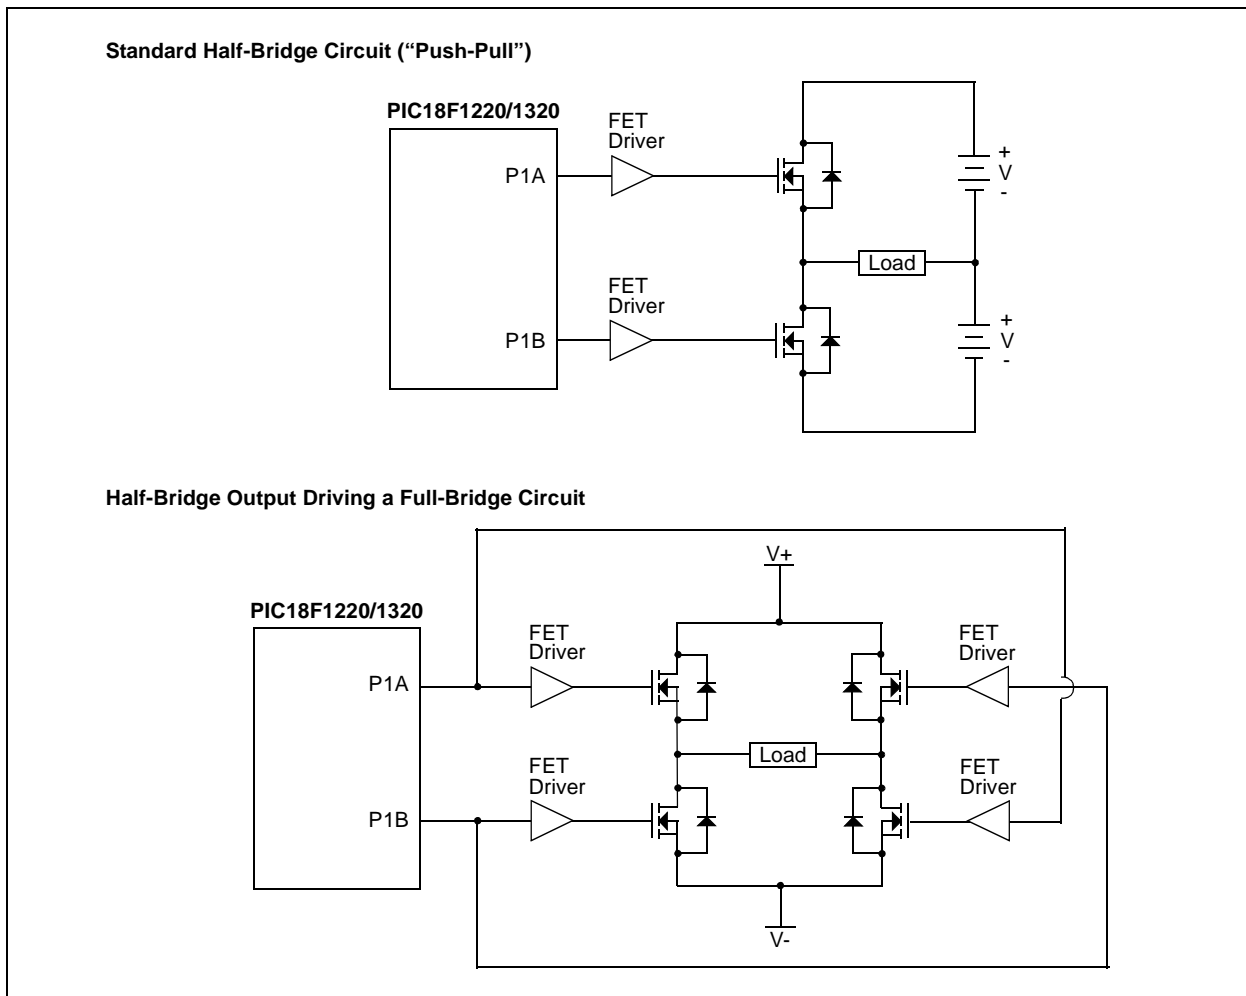 Standard Half-Bridge Circuit (“Push-Pull”)
PIC18F1220/1320
FET
Driver
P1A
+
V
-
Load
FET
Driver
P1B
+
V
-
Half-Bridge Output Driving a Full-Bridge Circuit
V+
PIC18F1220/1320
FET
Driver
FET
Driver
P1A
Load
FET
Driver
FET
Driver
P1B
V-